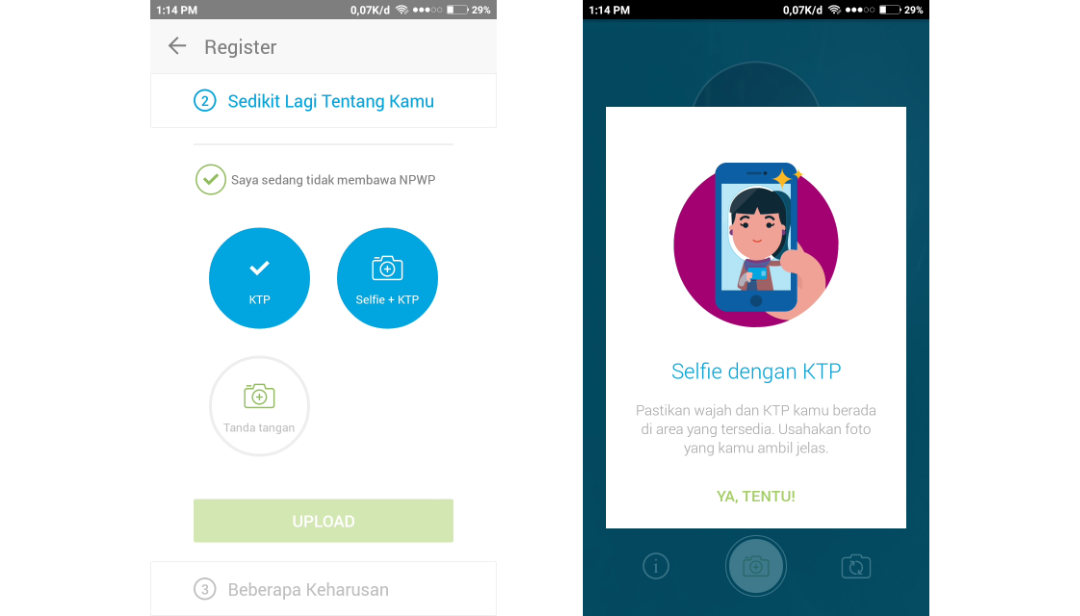 1:14 PM 0,07K/d 29%
Register
2 Sedikit Lagi Tentang Kamu
Saya sedang tidak membawa NPWP
KTP
Selfie + KTP
Tanda tangan
UPLOAD
3 Beberapa Keharusan
1:14 PM 0,07K/d 29%
Selfie dengan KTP
Pastikan wajah dan KTP kamu berada
di area yang tersedia. Usahakan foto
yang kamu ambil jelas.
YA, TENTU!
i